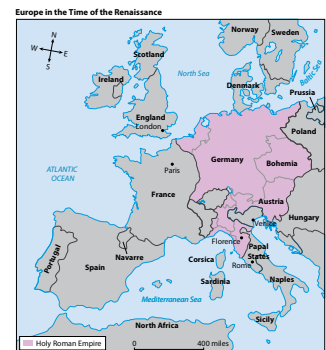 Europe in the Time of the Renaissance
N
W
E
S
Norway
Sweden
Scotland
North Sea
Baltic Sea
Ireland
Denmark
Prussia
England
London
Poland
Germany
Bohemia
ATLANTIC
OCEAN
Paris
France
Austria
Hungary
Venice
Florence
Papal
States
Portugal
Navarre
Spain
Corsica
Rome
Naples
Sardinia
Mediterranean Sea
Sicily
North Africa
Holy Roman Empire
0
400 miles